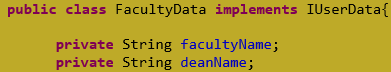 public class FacultyData implements IUserData{
private String facultyName;
private String deanName;